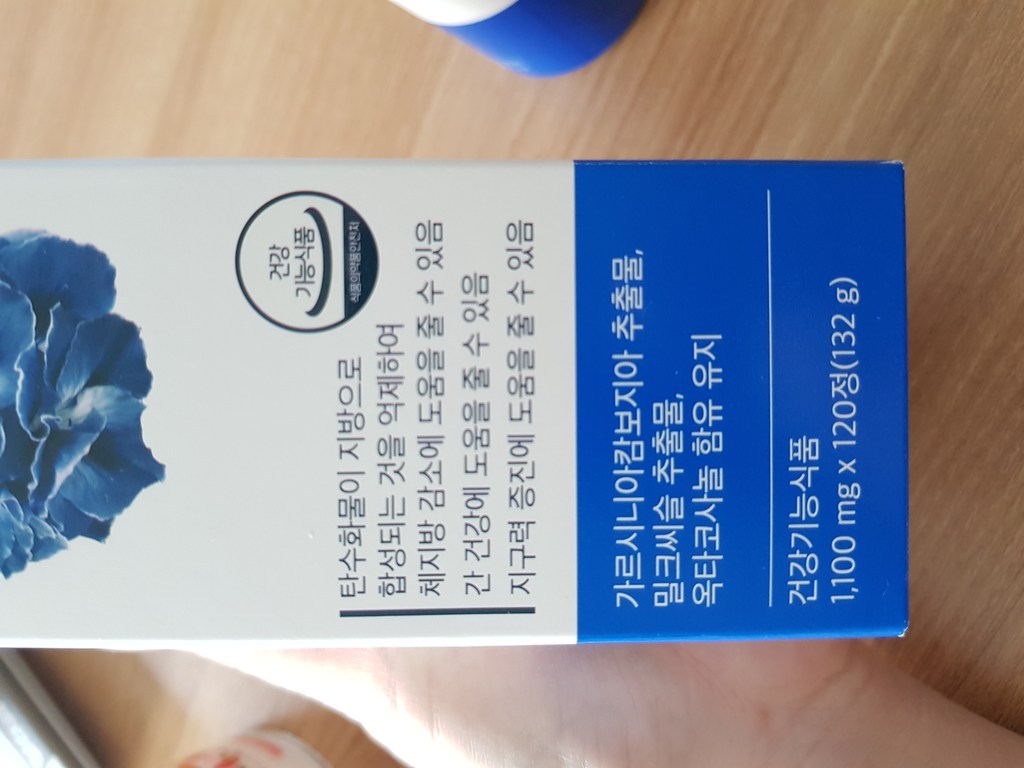 건강
기능식품
식품의약품안전처
탄수화물이 지방으로
합성되는 것을 억제하여
체지방 감소에 도움을 줄 수 있음
간 건강에 도움을 줄 수 있음
지구력 증진에 도움을 줄 수 있음
가르시니아캄보지아 추출물,
밀크씨슬 추출물,
옥타코사놀 함유 유지
건강기능식품
1,100 mg x 120정(132 g)